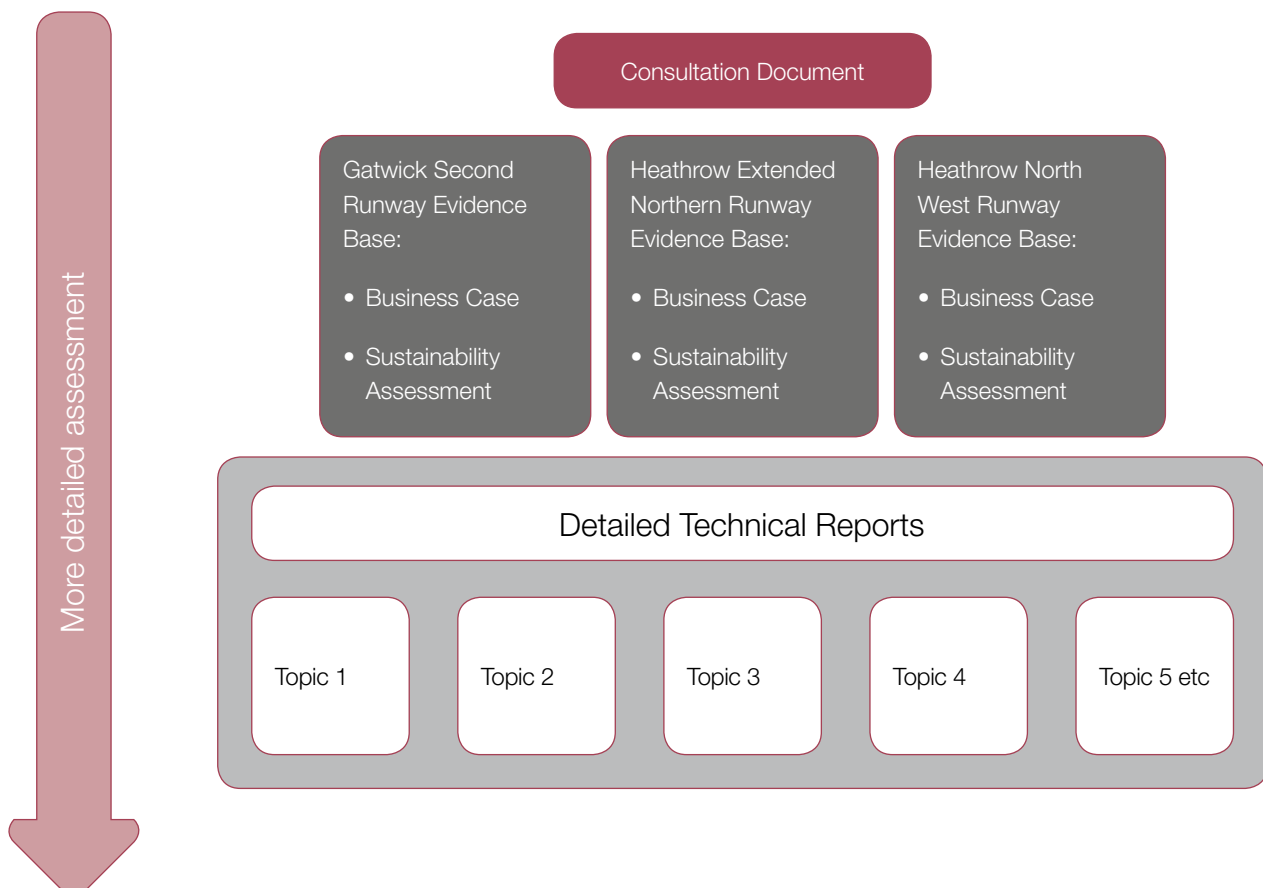 Consultation Document
Gatwick Second
Runway Evidence
Base:
• Business Case
• Sustainability
Assessment
Heathrow Extended
Northern Runway
Evidence Base:
• Business Case
• Sustainability
Assessment
Heathrow North
West Runway
Evidence Base:
• Business Case
• Sustainability
Assessment
More detailed assessment
Detailed Technical Reports
Topic 1
Topic 2
Topic 3
Topic 4
Topic 5 etc